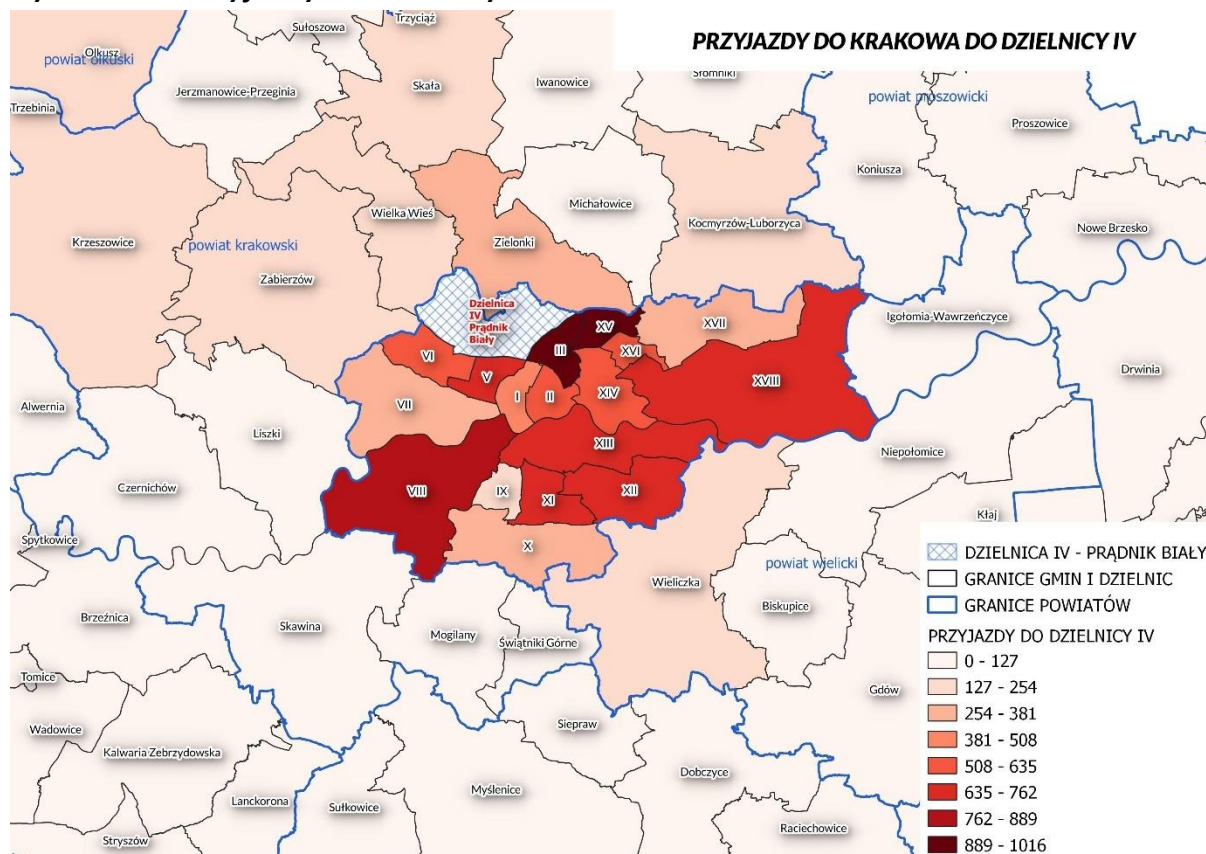 PRZYJAZDY DO KRAKOWA DO DZIELNICY IV
Sułoszowa
Trzyciąż
Olkusz
powiat olkuski
Jerzmanowice-Przeginia
Skała
Iwanowice
Słomniki
powiat proszowicki
Trzebinia
Proszowice
Koniusza
Michałowice
Wielka Wieś
Kocmyrzów-Luborzyca
Nowe Brzesko
Krzeszowice
powiat krakowski
Zielonki
Zabierzów
Dzielnica
IV
Prądnik
Biały
Igołomia-Wawrzeńczyce
XV
XVII
III
XVI
VI
V
XVIII
Drwinia
I
II
XIV
VII
Alwernia
Liszki
XIII
Niepołomice
Czernichów
VIII
IX
XI
XII
Kłaj
Spytkowice
X
powiat wielicki
Wieliczka
Biskupice
Brzeźnica
Skawina
Mogilany
Świątniki Górne
Tomice
Gdów
Wadowice
Siepraw
Kalwaria Zebrzydowska
Dobczyce
Myślenice
Lanckorona
Sułkowice
Raciechowice
Stryszów
DZIELNICA IV - PRĄDNIK BIAŁY
GRANICE GMIN I DZIELNIC
GRANICE POWIATÓW
PRZYJAZDY DO DZIELNICY IV
0 - 127
127 - 254
254 - 381
381 - 508
508 - 635
635 - 762
762 - 889
889 - 1016